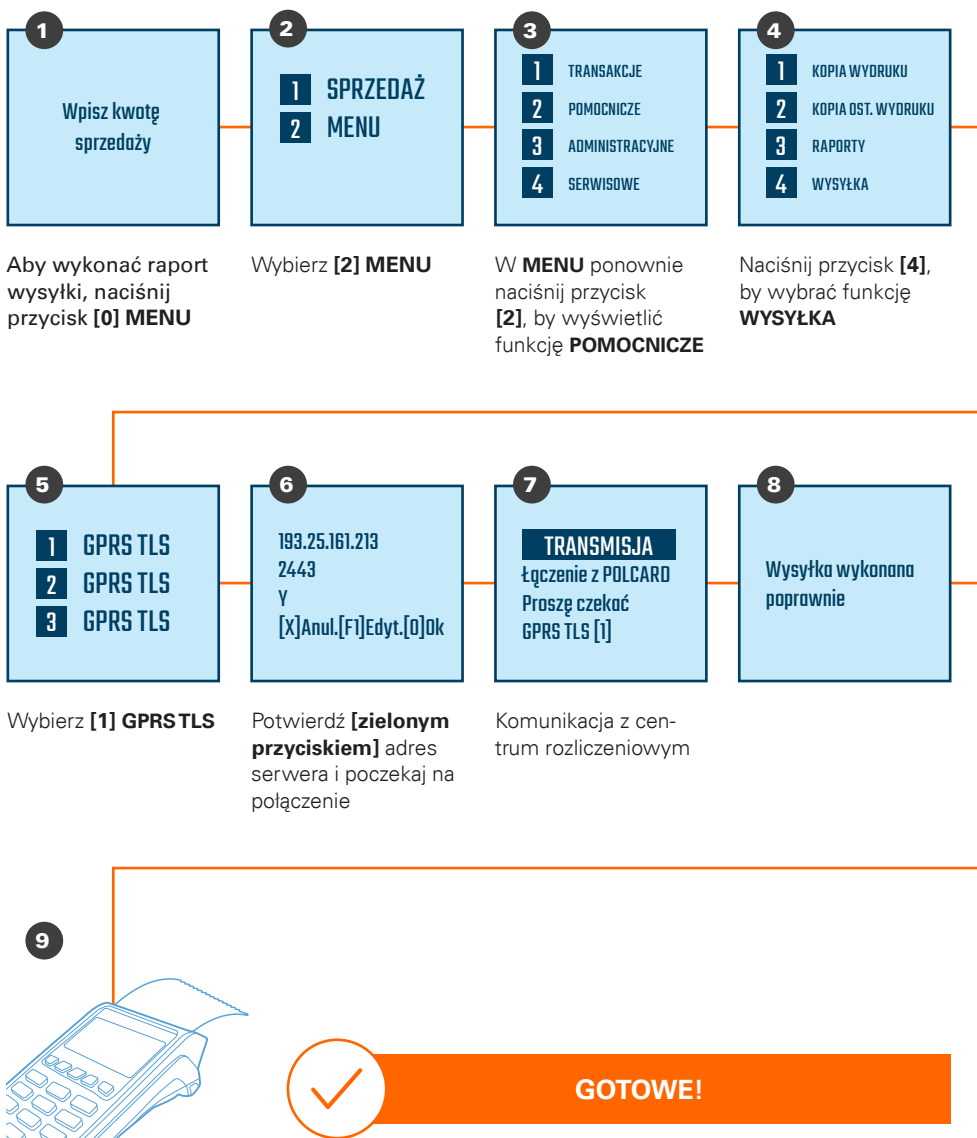 1
Wpisz kwotę
sprzedaży
Aby wykonać raport
wysyłki, naciśnij
przycisk [0] MENU
2
1 SPRZEDAŻ
2 MENU
Wybierz [2] MENU
3
1 TRANSAKCJE
2 POMOCNICZE
3 ADMINISTRACYJNE
4 SERWISOWE
W MENU ponownie
naciśnij przycisk
[2], by wyświetlić
funkcję POMOCNICZE
4
1 KOPIA WYDRUKU
2 KOPIA OST. WYDRUKU
3 RAPORTY
4 WYSYŁKA
Naciśnij przycisk [4],
by wybrać funkcję
WYSYŁKA
5
1 GPRS TLS
2 GPRS TLS
3 GPRS TLS
Wybierz [1] GPRS TLS
6
193.25.161.213
2443
Y
[X]Anul.[F1]Edyt.[0]Ok
Potwierdź [zielonym
przyciskiem] adres
serwera i poczekaj na
połączenie
7
TRANSMISJA
Łączenie z POLCARD
Proszę czekać
GPRS TLS [1]
Komunikacja z cen-
trum rozliczeniowym
8
Wysyłka wykonana
poprawnie
9
GOTOWE!